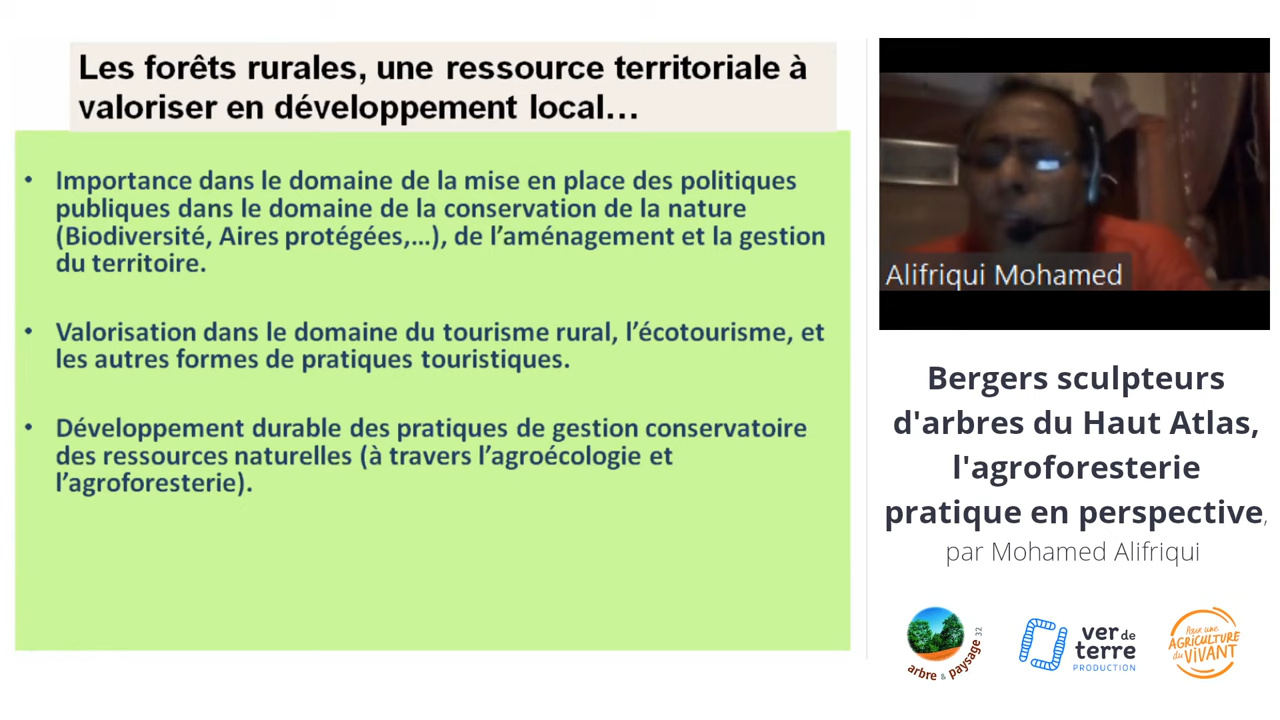 Les forêts rurales, une ressource territoriale à
valoriser en développement local…
• Importance dans le domaine de la mise en place des politiques
publiques dans le domaine de la conservation de la nature
(Biodiversité, Aires protégées,…), de l’aménagement et la gestion
du territoire.
• Valorisation dans le domaine du tourisme rural, l’écotourisme, et
les autres formes de pratiques touristiques.
• Développement durable des pratiques de gestion conservatoire
des ressources naturelles (à travers l’agroécologie et
l’agroforesterie).
Alifriqui Mohamed
Bergers sculpteurs
d'arbres du Haut Atlas,
l'agroforesterie
pratique en perspective,
par Mohamed Alifriqui
arbre & paysage 32
ver de
terre
PRODUCTION
Pour une
AGRICULTURE
du VIVANT